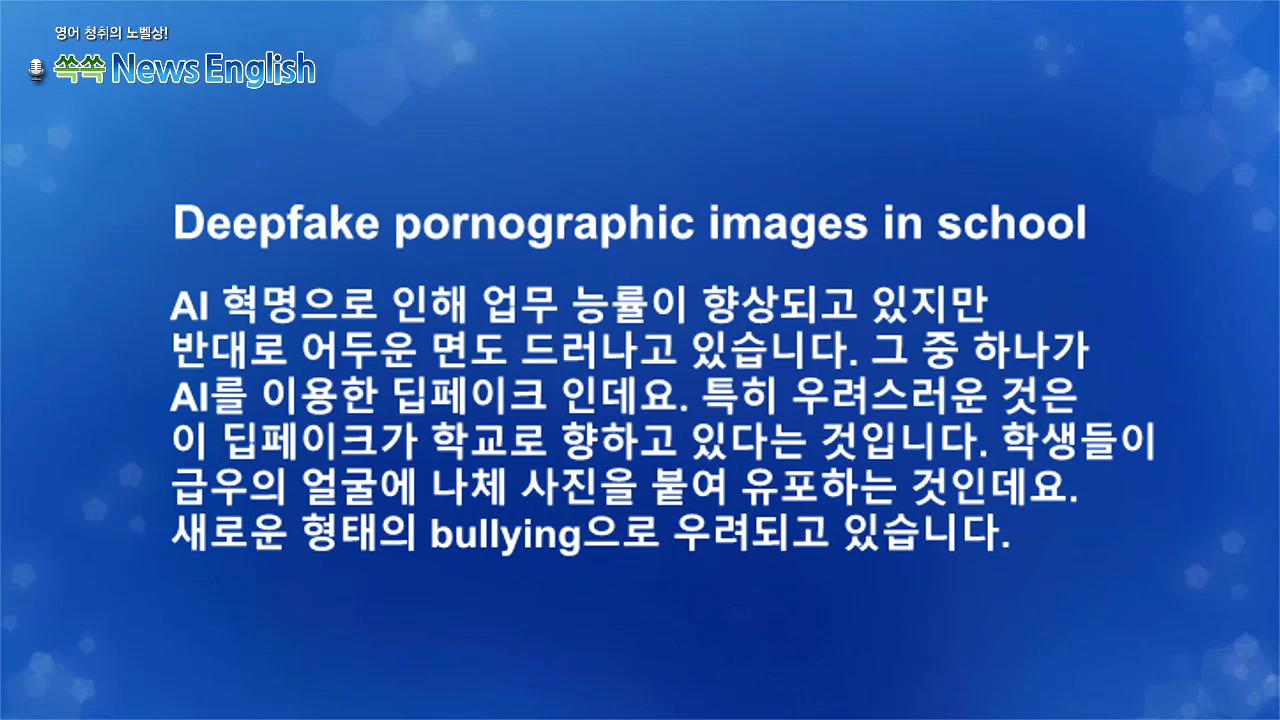 영어 청취의 노벨상!
쏙쏙 News English
Deepfake pornographic images in school
AI 혁명으로 인해 업무 능률이 향상되고 있지만
반대로 어두운 면도 드러나고 있습니다. 그 중 하나가
AI를 이용한 딥페이크 인데요. 특히 우려스러운 것은
이 딥페이크가 학교로 향하고 있다는 것입니다. 학생들이
급우의 얼굴에 나체 사진을 붙여 유포하는 것인데요.
새로운 형태의 bullying으로 우려되고 있습니다.